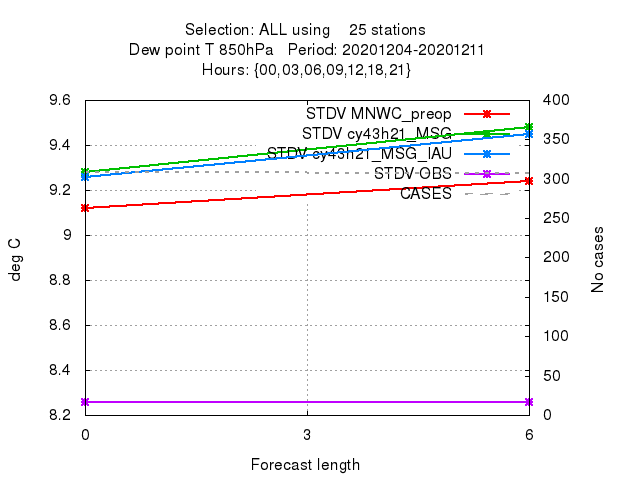 Selection: ALL using    25 stations
Dew point T 850hPa   Period: 20201204-20201211
Hours: {00,03,06,09,12,18,21}
9.6
9.4
9.2
9
8.8
8.6
8.4
8.2
deg C
STDV MNWC_preop
STDV cy43h21_MSG
STDV cy43h21_MSG_IAU
STDV OBS
CASES
400
350
300
250
200
150
100
50
0
No cases
0 3 6
Forecast length